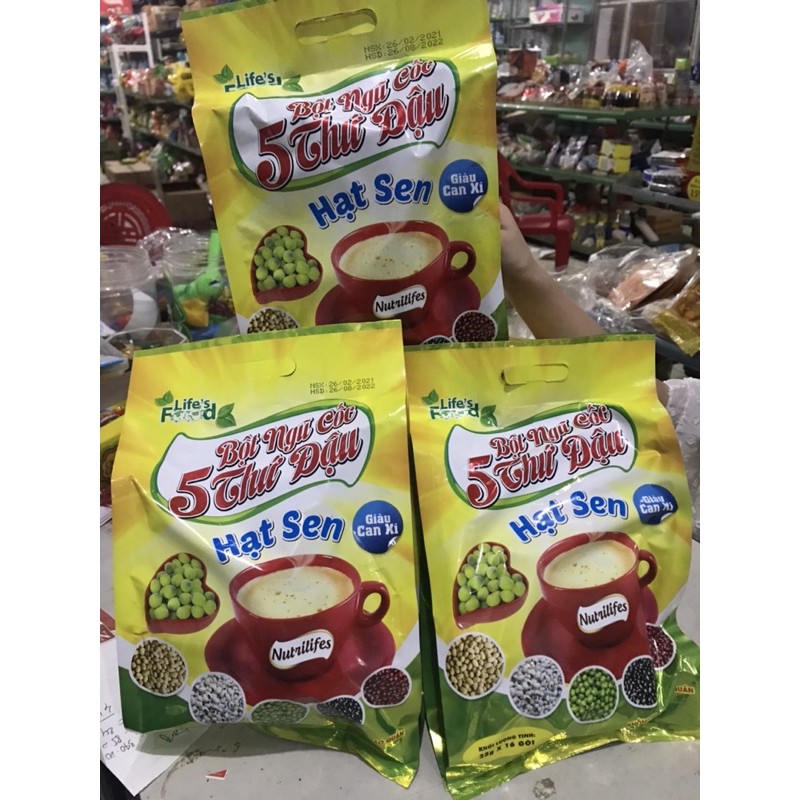 NSX:26/02/2021
HSD:26/08/2022
Life's
Bột Ngũ Cốc
5 Thứ Đậu
Hạt Sen
Giàu
Can Xi
Nutrilifes
NSX:26/02/2021
HSD:26/08/2022
Life's
Food
Bột Ngũ Cốc
5 Thứ Đậu
Hạt Sen
Giàu
Can Xi
Nutrilifes
Life's
Food
Bột Ngũ Cốc
5 Thứ Đậu
Hạt Sen
Giàu
Can Xi
Nutrilifes
KHỐI LƯỢNG TỊNH: